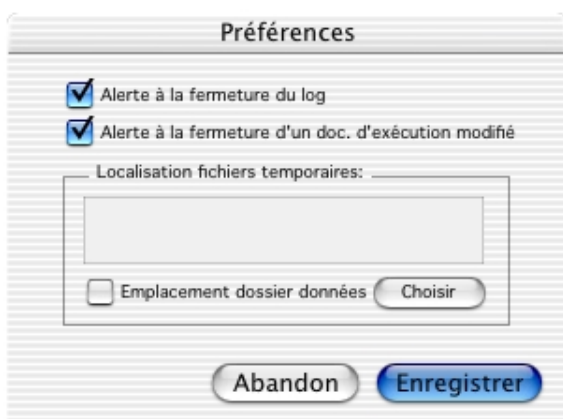 Préférences
Alerte à la fermeture du log
Alerte à la fermeture d'un doc. d'exécution modifié
Localisation fichiers temporaires:
Emplacement dossier données Choisir
Abandon Enregistrer